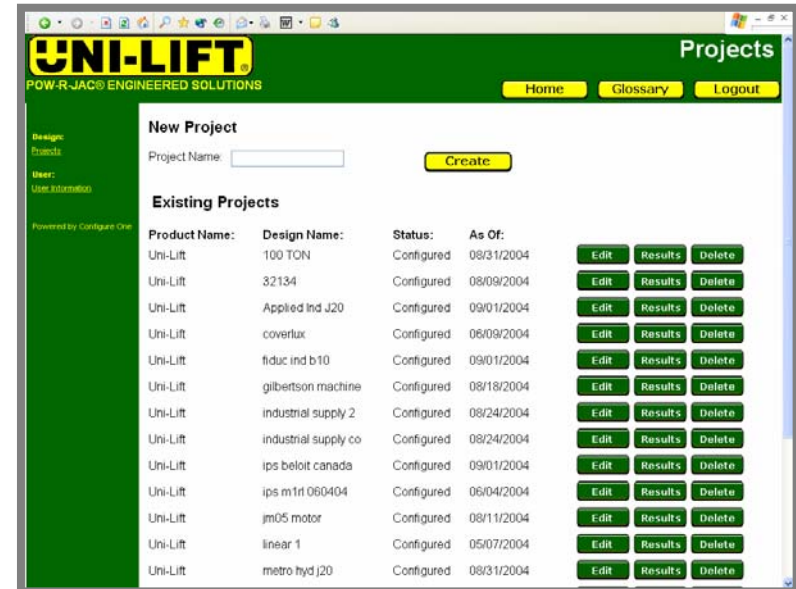 Projects
UNI-LIFT®
POW-R-JAC® ENGINEERED SOLUTIONS
Home Glossary Logout
Design:
Projects
User:
User Information
Powered by Configure One
New Project
Project Name:
Create
Existing Projects
Product Name: Design Name: Status: As Of:
Uni-Lift 100 TON Configured 08/31/2004 Edit Results Delete
Uni-Lift 32134 Configured 08/09/2004 Edit Results Delete
Uni-Lift Applied Ind J20 Configured 09/01/2004 Edit Results Delete
Uni-Lift coverlux Configured 06/09/2004 Edit Results Delete
Uni-Lift fiduc ind b10 Configured 09/01/2004 Edit Results Delete
Uni-Lift gilbertson machine Configured 08/18/2004 Edit Results Delete
Uni-Lift industrial supply 2 Configured 08/24/2004 Edit Results Delete
Uni-Lift industrial supply co Configured 08/24/2004 Edit Results Delete
Uni-Lift ips beloit canada Configured 09/01/2004 Edit Results Delete
Uni-Lift ips m1rl 060404 Configured 06/04/2004 Edit Results Delete
Uni-Lift jm05 motor Configured 08/11/2004 Edit Results Delete
Uni-Lift linear 1 Configured 05/07/2004 Edit Results Delete
Uni-Lift metro hyd j20 Configured 08/31/2004 Edit Results Delete